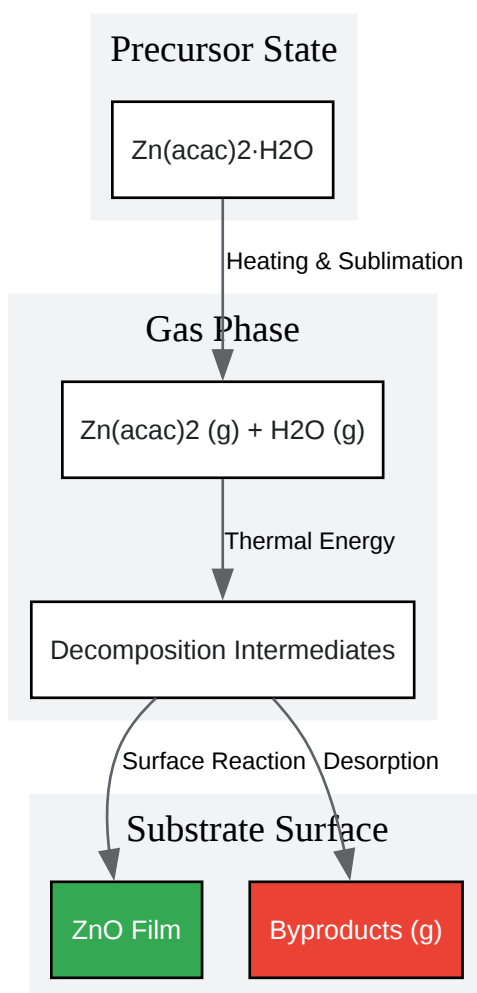 Precursor State
Zn(acac)2·H2O
Heating & Sublimation
Gas Phase
Zn(acac)2 (g) + H2O (g)
Thermal Energy
Decomposition Intermediates
Surface Reaction
Desorption
Substrate Surface
ZnO Film
Byproducts (g)